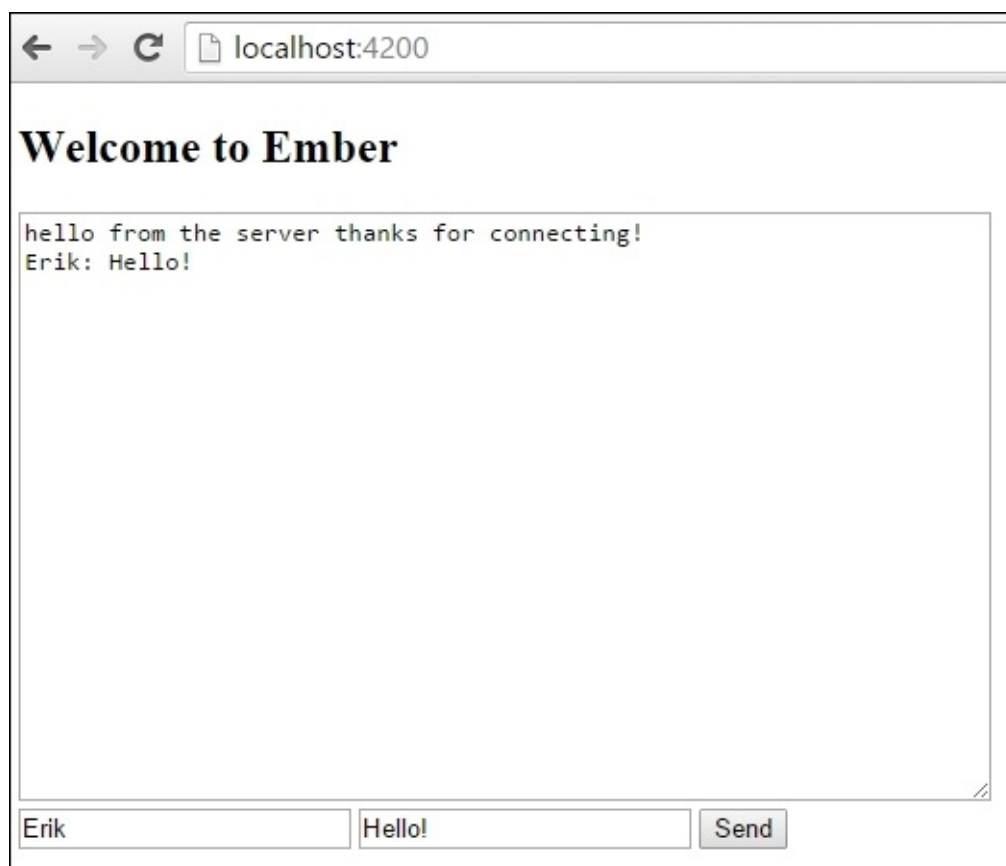 localhost:4200
Welcome to Ember
hello from the server thanks for connecting!
Erik: Hello!
Erik Hello! Send